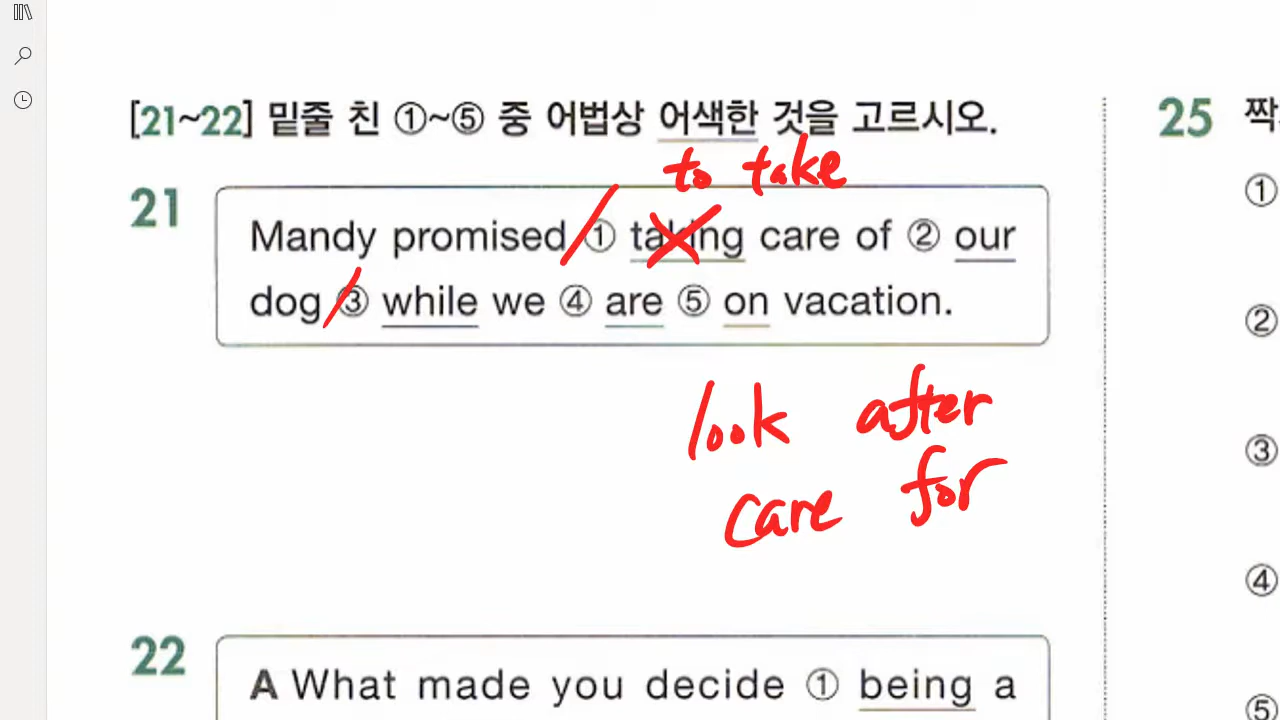 [21~22] 밑줄 친 ①~⑤ 중 어법상 어색한 것을 고르시오.
to take
21
Mandy promised ① taking care of ② our
dog ③ while we ④ are ⑤ on vacation.
look after
care for
22
A What made you decide ① being a
25 짝
①
②
③
④
⑤